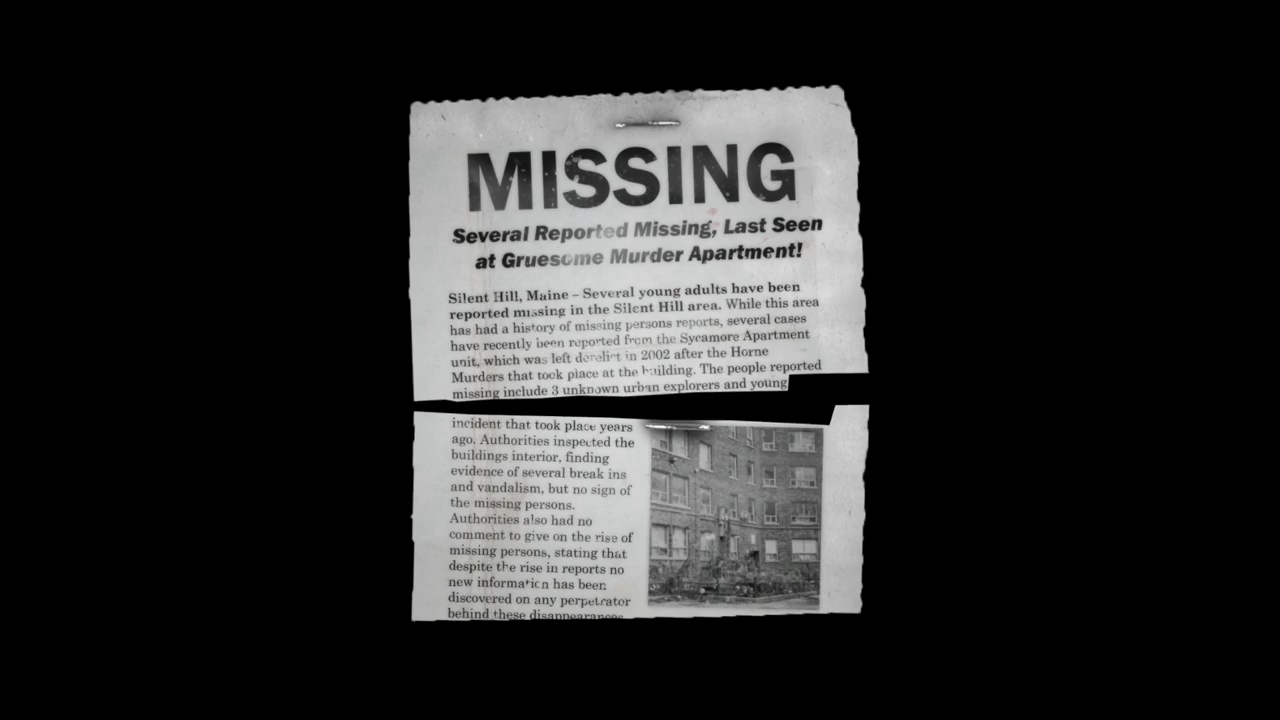 MISSING
Several Reported Missing, Last Seen
at Gruesome Murder Apartment!
Silent Hill, Maine – Several young adults have been
reported missing in the Silent Hill area. While this area
has had a history of missing persons reports, several cases
have recently been reported from the Sycamore Apartment
unit, which was left derelict in 2002 after the Horne
Murders that took place at the building. The people reported
missing include 3 unknown urban explorers and young
incident that took place years
ago. Authorities inspected the
buildings interior, finding
evidence of several break ins
and vandalism, but no sign of
the missing persons.
Authorities also had no
comment to give on the rise of
missing persons, stating that
despite the rise in reports no
new information has been
discovered on any perpetrator
behind these disappearances